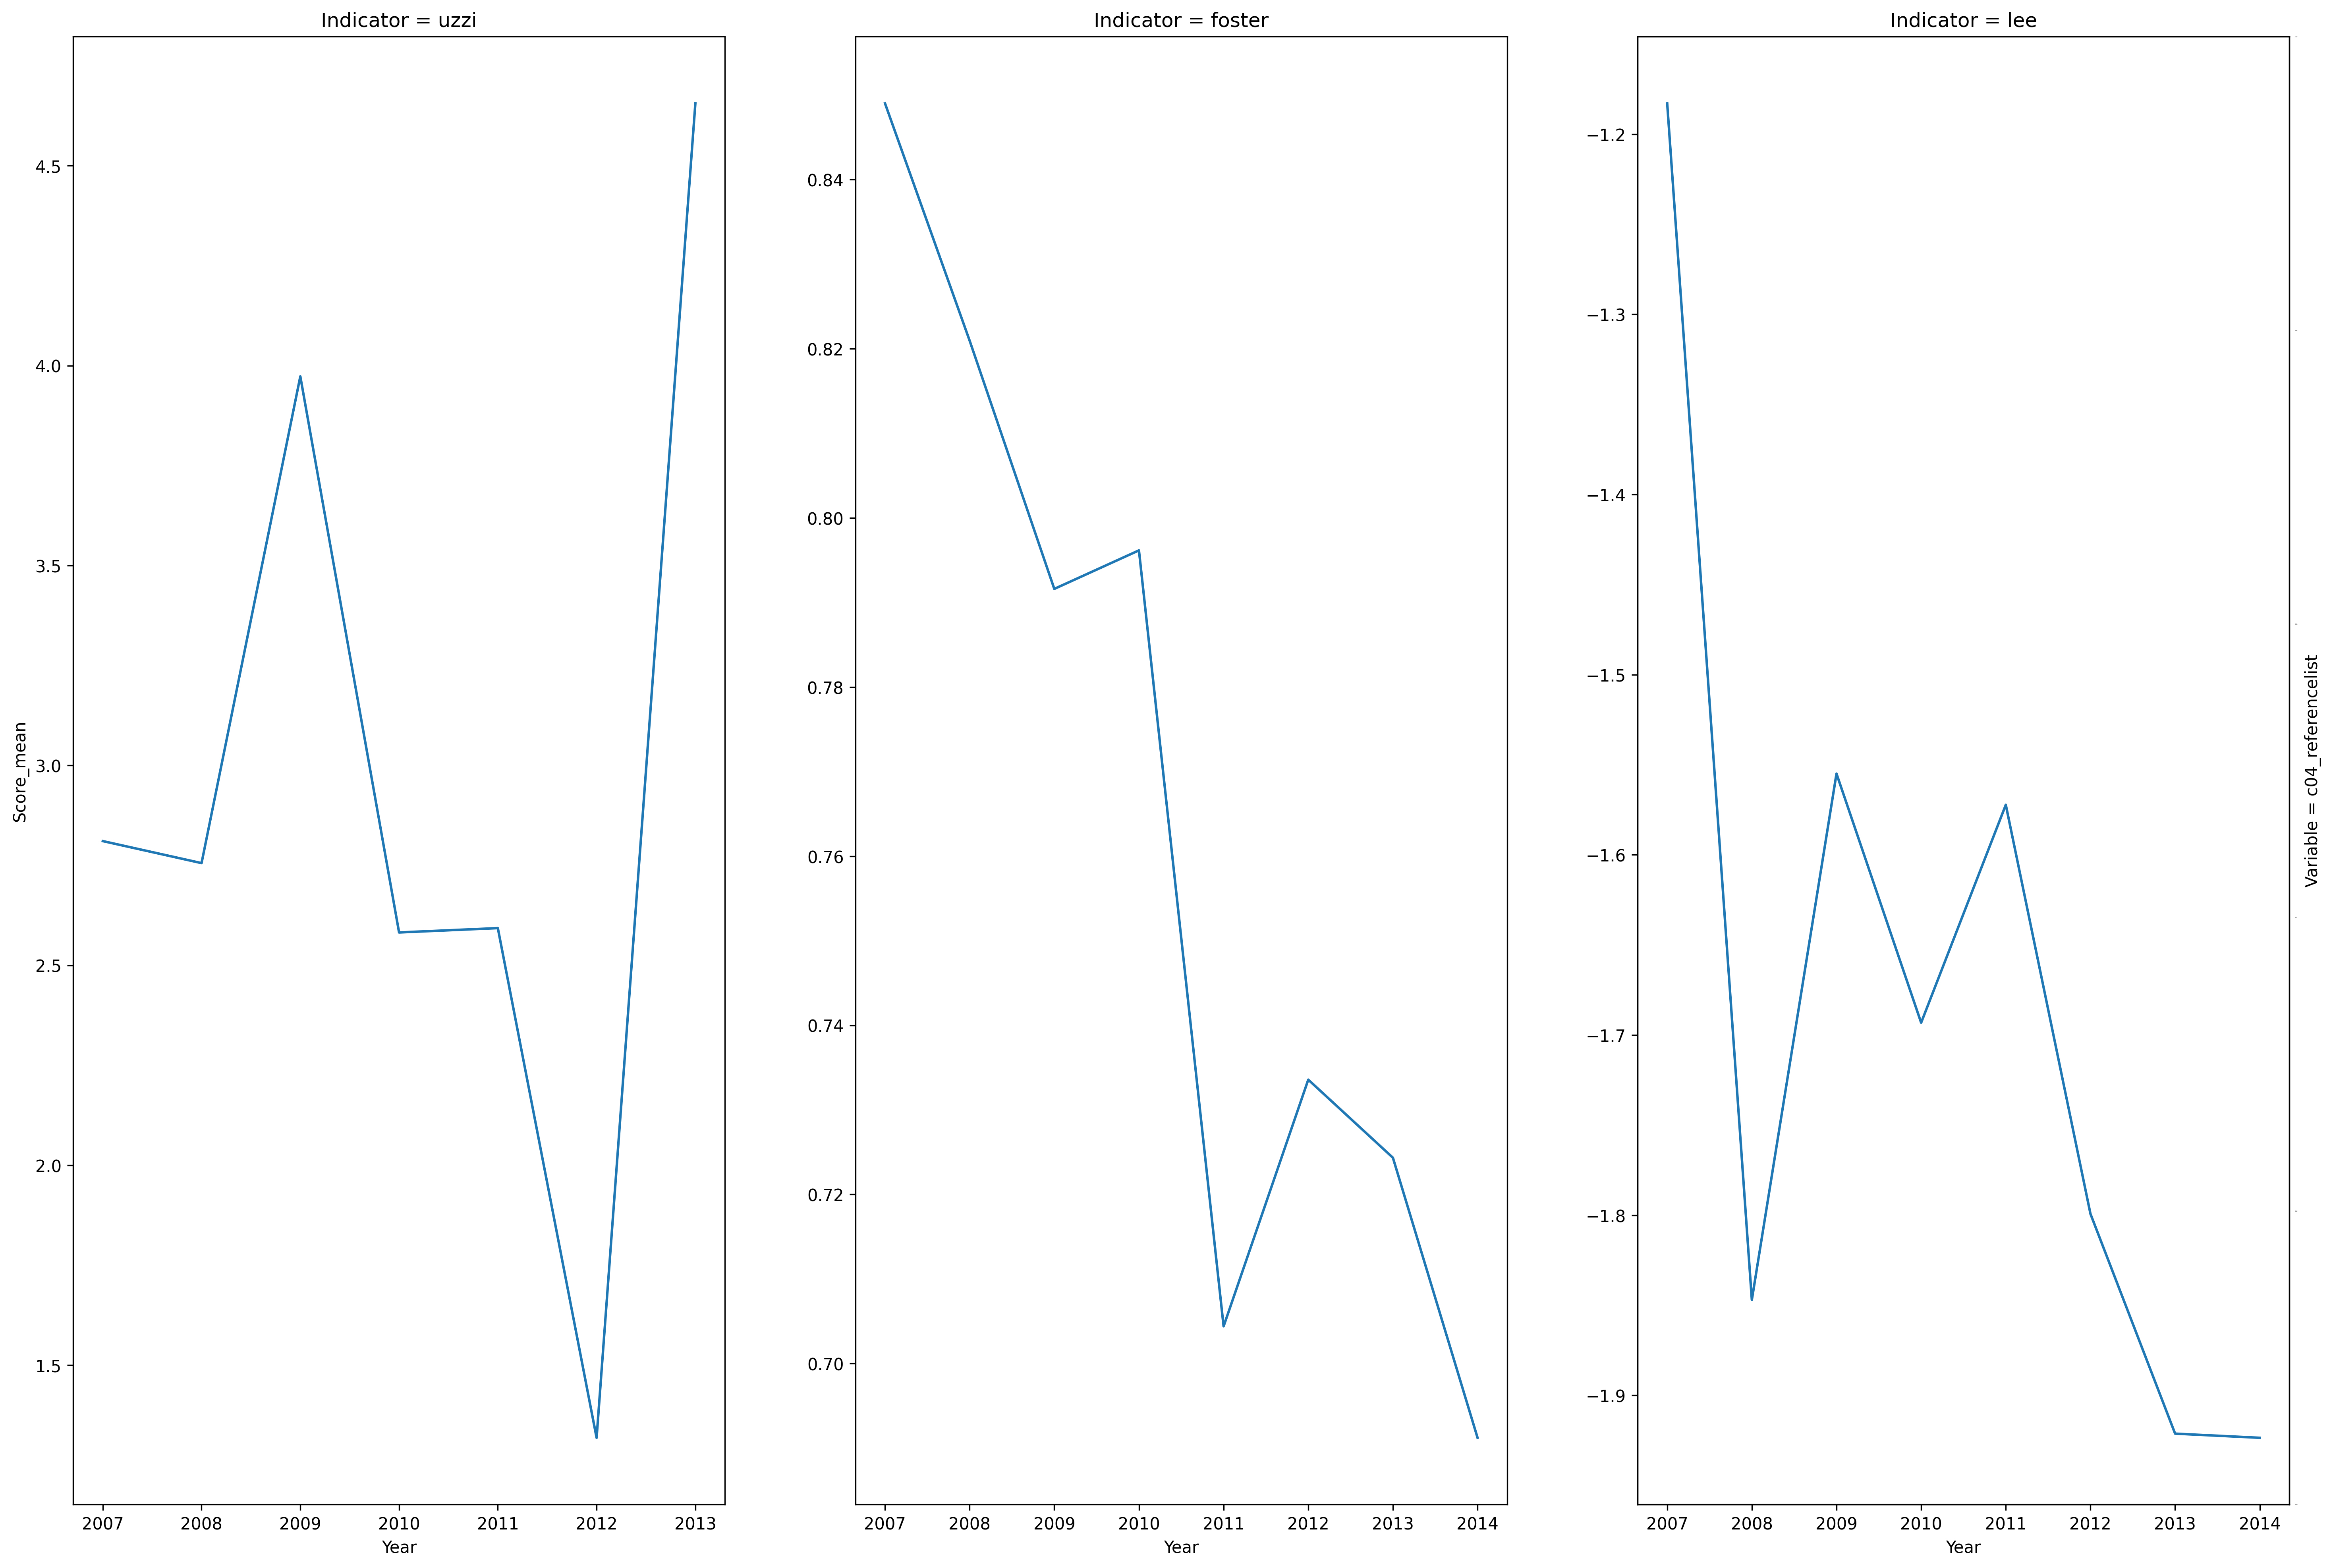 Indicator = uzzi
Score_mean
4.5
4.0
3.5
3.0
2.5
2.0
1.5
2007 2008 2009 2010 2011 2012 2013
Year
Indicator = foster
0.84
0.82
0.80
0.78
0.76
0.74
0.72
0.70
2007 2008 2009 2010 2011 2012 2013 2014
Year
Indicator = lee
−1.2
−1.3
−1.4
−1.5
−1.6
−1.7
−1.8
−1.9
2007 2008 2009 2010 2011 2012 2013 2014
Year
Variable = c04_referencelist